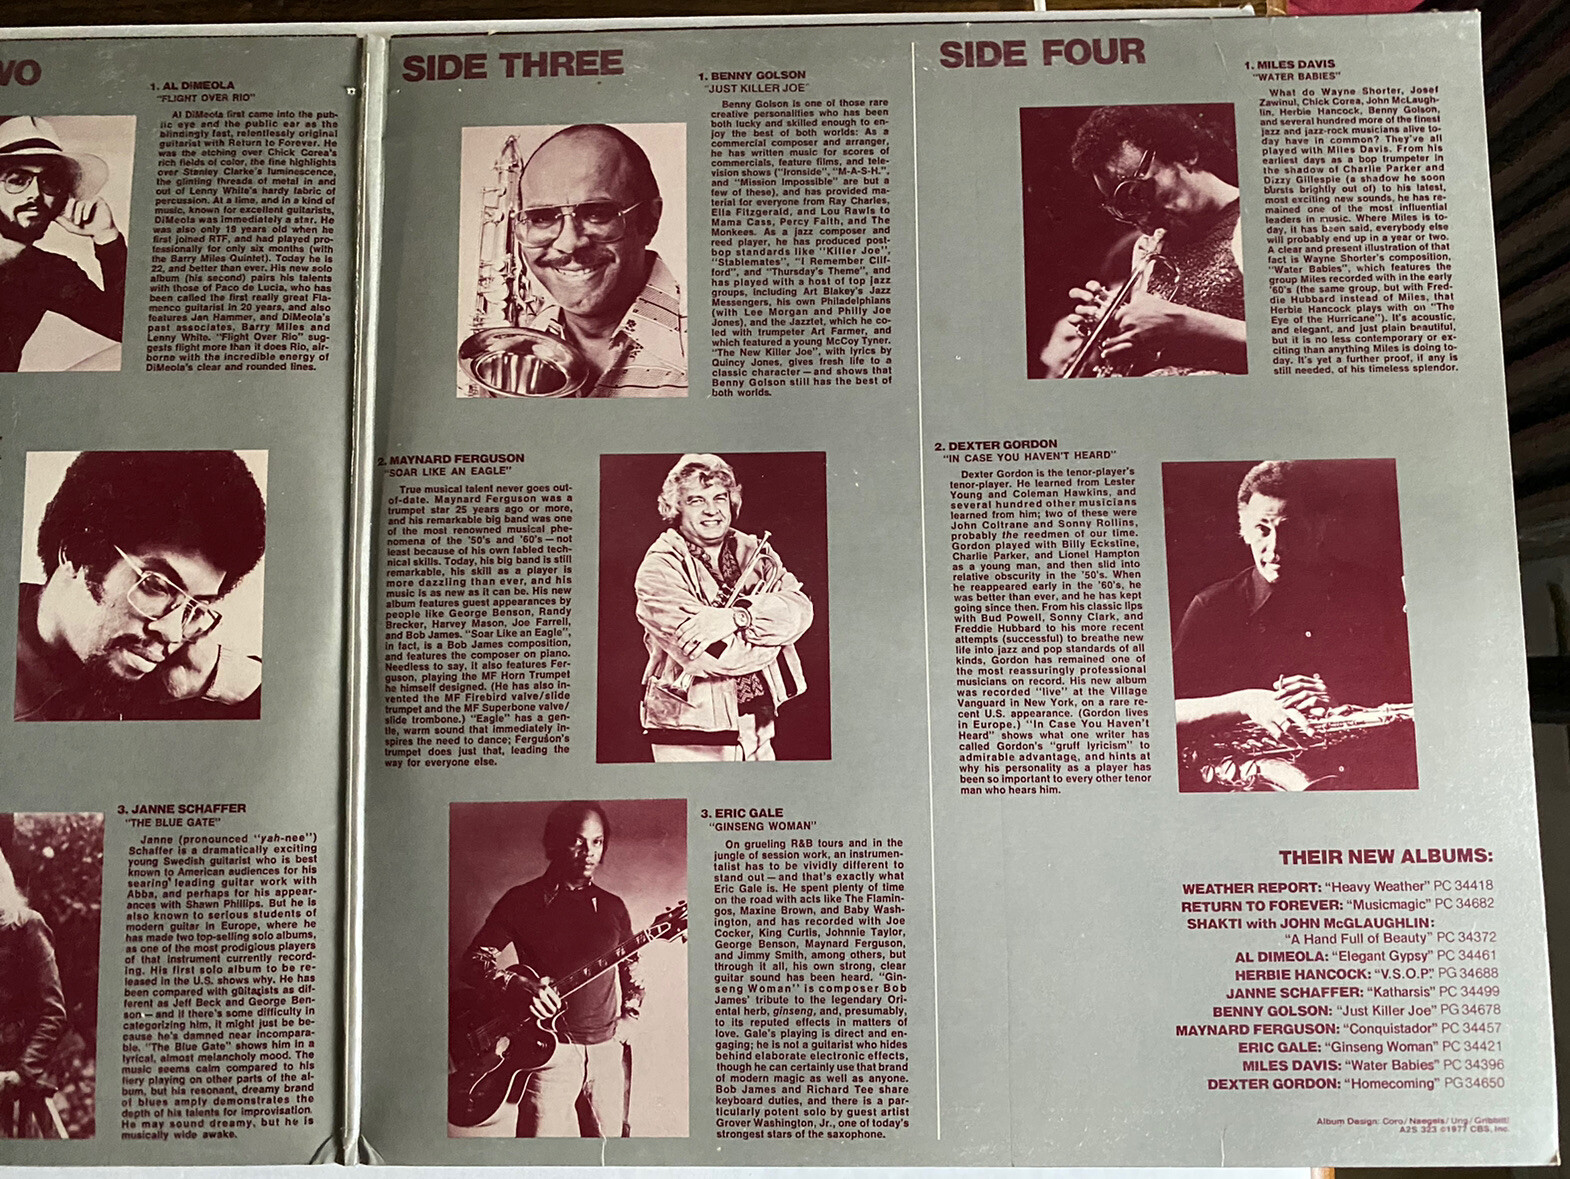 WO
1. AL DiMEOLA
"FLIGHT OVER RIO"
Al DiMeola first came into the pub-
lic eye and the public ear as the
blindingly fast, relentlessly original
guitarist with Return to Forever. He
was the etching over Chick Corea's
rich fields of color, the fine highlights
over Stanley Clarke's luminescence,
the glinting threads of metal in and
out of Lenny White's hardy fabric of
percussion. At a time, and in a kind of
music, known for excellent guitarists,
DiMeola was immediately a star. He
was also only 19 years old when he
first joined RTF, and had played pro-
fessionally for only six months (with
the Barry Miles Quintet). Today he is
22, and better than ever. His new solo
album (his second) pairs his talents
with those of Paco de Lucia, who has
been called the first really great Fla-
menco guitarist in 20 years, and also
features Jan Hammer, and DiMeola's
past associates, Barry Miles and
Lenny White. "Flight Over Rio" sug-
gests flight more than it does Rio, air-
borne with the incredible energy of
DiMeola's clear and rounded lines.
3. JANNE SCHAFFER
"THE BLUE GATE"
Janne (pronounced "yah-nee")
Schaffer is a dramatically exciting
young Swedish guitarist who is best
known to American audiences for his
searing leading guitar work with
Abba, and perhaps for his appear-
ances with Shawn Phillips. But he is
also known to serious students of
modern guitar in Europe, where he
has made two top-selling solo albums,
as one of the most prodigious players
of that instrument currently record-
ing. His first solo album to be re-
leased in the U.S. shows why. He has
been compared with guitarists as dif-
ferent as Jeff Beck and George Ben-
son—and if there's some difficulty in
categorizing him, it might just be be-
cause he's damned near incompara-
ble. "The Blue Gate" shows him in a
lyrical, almost melancholy mood. The
music seems calm compared to his
fiery playing on other parts of the al-
bum, but his resonant, dreamy brand
of blues amply demonstrates the
depth of his talents for improvisation.
He may sound dreamy, but he is
musically wide awake.
SIDE THREE
1. BENNY GOLSON
"JUST KILLER JOE"
Benny Golson is one of those rare
creative personalities who has been
both lucky and skilled enough to en-
joy the best of both worlds: As a
commercial composer and arranger,
he has written music for scores of
commercials, feature films, and tele-
vision shows ("Ironside", "M-A-S-H.",
and "Mission Impossible" are but a
few of these), and has provided ma-
terial for everyone from Ray Charles,
Ella Fitzgerald, and Lou Rawls to
Mama Cass, Percy Faith, and The
Monkees. As a jazz composer and
reed player, he has produced post-
bop standards like "Killer Joe",
"Stablemates", "I Remember Clif-
ford", and "Thursday's Theme", and
has played with a host of top jazz
groups, including Art Blakey's Jazz
Messengers, his own Philadelphians
(with Lee Morgan and Philly Joe
Jones), and the Jazztet, which he co-
led with trumpeter Art Farmer, and
which featured a young McCoy Tyner.
"The New Killer Joe", with lyrics by
Quincy Jones, gives fresh life to a
classic character—and shows that
Benny Golson still has the best of
both worlds.
2. MAYNARD FERGUSON
"SOAR LIKE AN EAGLE"
True musical talent never goes out-
of-date. Maynard Ferguson was a
trumpet star 25 years ago or more,
and his remarkable big band was one
of the most renowned musical phe-
nomena of the '50's and '60's—not
least because of his own fabled tech-
nical skills. Today, his big band is still
remarkable, his skill as a player is
more dazzling than ever, and his
music is as new as it can be. His new
album features guest appearances by
people like George Benson, Randy
Brecker, Harvey Mason, Joe Farrell,
and Bob James. "Soar Like an Eagle",
in fact, is a Bob James composition,
and features the composer on piano.
Needless to say, it also features Fer-
guson, playing the MF Horn Trumpet
he himself designed. (He has also in-
vented the MF Firebird valve/slide
trumpet and the MF Superbone valve/
slide trombone.) "Eagle" has a gen-
tle, warm sound that immediately in-
spires the need to dance; Ferguson's
trumpet does just that, leading the
way for everyone else.
3. ERIC GALE
"GINSENG WOMAN"
On grueling R&B tours and in the
jungle of session work, an instrumen-
talist has to be vividly different to
stand out—and that's exactly what
Eric Gale is. He spent plenty of time
on the road with acts like The Flamin-
gos, Maxine Brown, and Baby Wash-
ington, and has recorded with Joe
Cocker, King Curtis, Johnnie Taylor,
George Benson, Maynard Ferguson,
and Jimmy Smith, among others, but
through it all, his own strong, clear
guitar sound has been heard. "Gin-
seng Woman" is composer Bob
James' tribute to the legendary Ori-
ental herb, ginseng, and, presumably,
to its reputed effects in matters of
love. Gale's playing is direct and en-
gaging; he is not a guitarist who hides
behind elaborate electronic effects,
though he can certainly use that brand
of modern magic as well as anyone.
Bob James and Richard Tee share
keyboard duties, and there is a par-
ticularly potent solo by guest artist
Grover Washington, Jr., one of today's
strongest stars of the saxophone.
SIDE FOUR
1. MILES DAVIS
"WATER BABIES"
What do Wayne Shorter, Josef
Zawinul, Chick Corea, John McLaugh-
lin, Herbie Hancock, Benny Golson,
and several hundred more of the finest
jazz and jazz-rock musicians alive to-
day have in common? They've all
played with Miles Davis. From his
earliest days as a bop trumpeter in
the shadow of Charlie Parker and
Dizzy Gillespie (a shadow he soon
bursts brightly out of) to his latest,
most exciting new sounds, he has re-
mained one of the most influential
leaders in music. Where Miles is to-
day, it has been said, everybody else
will probably end up in a year or two.
A clear and present illustration of that
fact is Wayne Shorter's composition,
"Water Babies", which features the
group Miles recorded with in the early
'60's (the same group, but with Fred-
die Hubbard instead of Miles, that
Herbie Hancock plays with on "The
Eye of the Hurricane"). It's acoustic,
and elegant, and just plain beautiful,
but it is no less contemporary or ex-
citing than anything Miles is doing to-
day. It's yet a further proof, if any is
still needed, of his timeless splendor.
2. DEXTER GORDON
"IN CASE YOU HAVEN'T HEARD"
Dexter Gordon is the tenor-player's
tenor-player. He learned from Lester
Young and Coleman Hawkins, and
several hundred other musicians
learned from him; two of these were
John Coltrane and Sonny Rollins,
probably the reedmen of our time.
Gordon played with Billy Eckstine,
Charlie Parker, and Lionel Hampton
as a young man, and then slid into
relative obscurity in the '50's. When
he reappeared early in the '60's, he
was better than ever, and he has kept
going since then. From his classic lips
with Bud Powell, Sonny Clark, and
Freddie Hubbard to his more recent
attempts (successful) to breathe new
life into jazz and pop standards of all
kinds, Gordon has remained one of
the most reassuringly professional
musicians on record. His new album
was recorded "live" at the Village
Vanguard in New York, on a rare re-
cent U.S. appearance. (Gordon lives
in Europe.) "In Case You Haven't
Heard" shows what one writer has
called Gordon's "gruff lyricism" to
admirable advantage, and hints at
why his personality as a player has
been so important to every other tenor
man who hears him.
THEIR NEW ALBUMS:
WEATHER REPORT: "Heavy Weather" PC 34418
RETURN TO FOREVER: "Musicmagic" PC 34682
SHAKTI with JOHN McGLAUGHLIN:
"A Hand Full of Beauty" PC 34372
AL DIMEOLA: "Elegant Gypsy" PC 34461
HERBIE HANCOCK: "V.S.O.P." PG 34688
JANNE SCHAFFER: "Katharsis" PC 34499
BENNY GOLSON: "Just Killer Joe" PG 34678
MAYNARD FERGUSON: "Conquistador" PC 34457
ERIC GALE: "Ginseng Woman" PC 34421
MILES DAVIS: "Water Babies" PC 34396
DEXTER GORDON: "Homecoming" PG 34650
Album Design: Coro/ Naegels/ Ung/
A2S 323 ©1977 CBS, Inc.